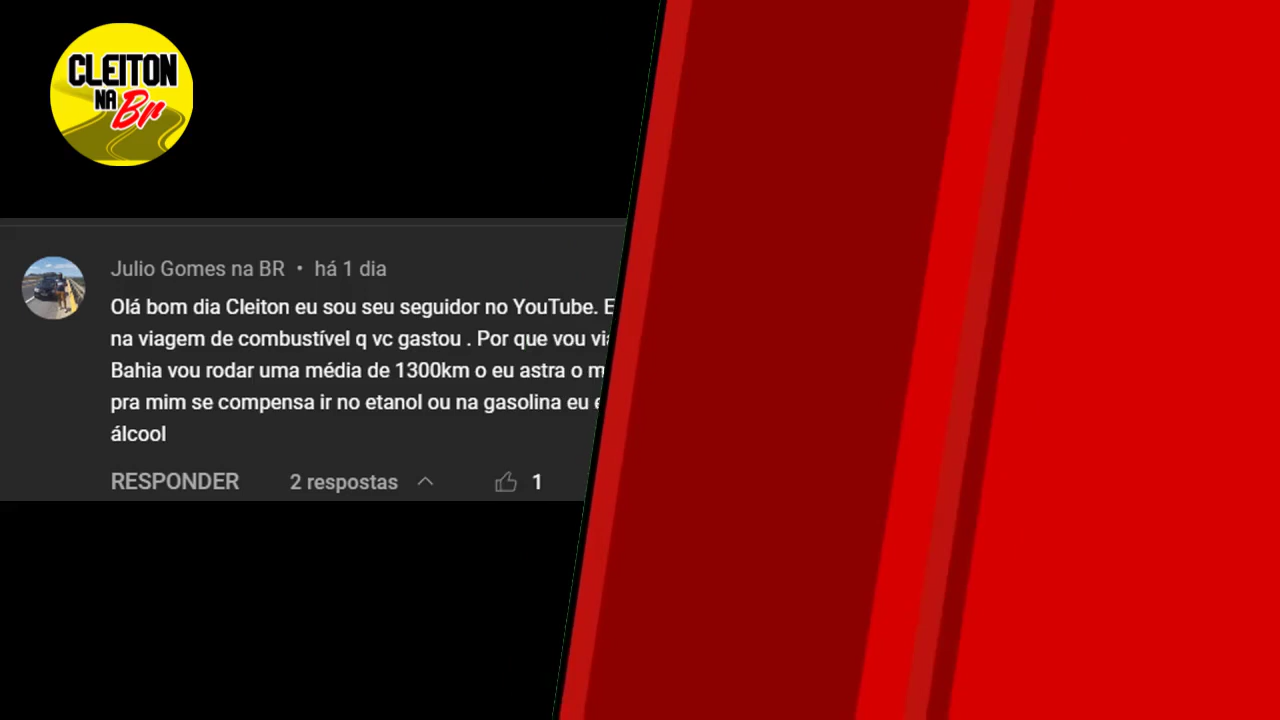 CLEITON
NA Br
Julio Gomes na BR • há 1 dia
Olá bom dia Cleiton eu sou seu seguidor no YouTube. E
na viagem de combustível q vc gastou . Por que vou
Bahia vou rodar uma média de 1300km o eu astra o
pra mim se compensa ir no etanol ou na gasolina eu
álcool
RESPONDER 2 respostas 1